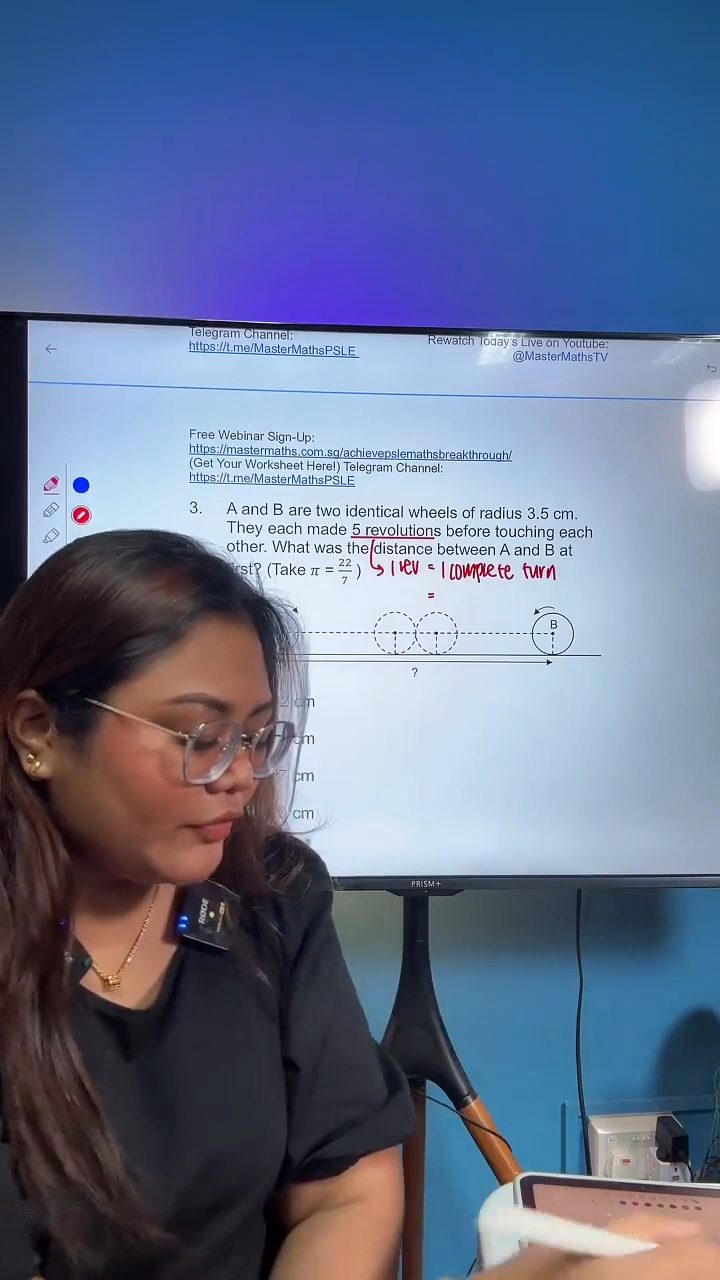 Telegram Channel:
https://t.me/MasterMathsPSLE
Rewatch Today's Live on Youtube:
@MasterMathsTV
Free Webinar Sign-Up:
https://mastermaths.com.sg/achievepslemathsbreakthrough/
(Get Your Worksheet Here!) Telegram Channel:
https://t.me/MasterMathsPSLE
3. A and B are two identical wheels of radius 3.5 cm.
They each made 5 revolutions before touching each
other. What was the distance between A and B at
rst? (Take π = 22/7)
1 rev = 1 complete turn
=
B
?
2 cm
cm
7 cm
cm
PRISM+
RØDE